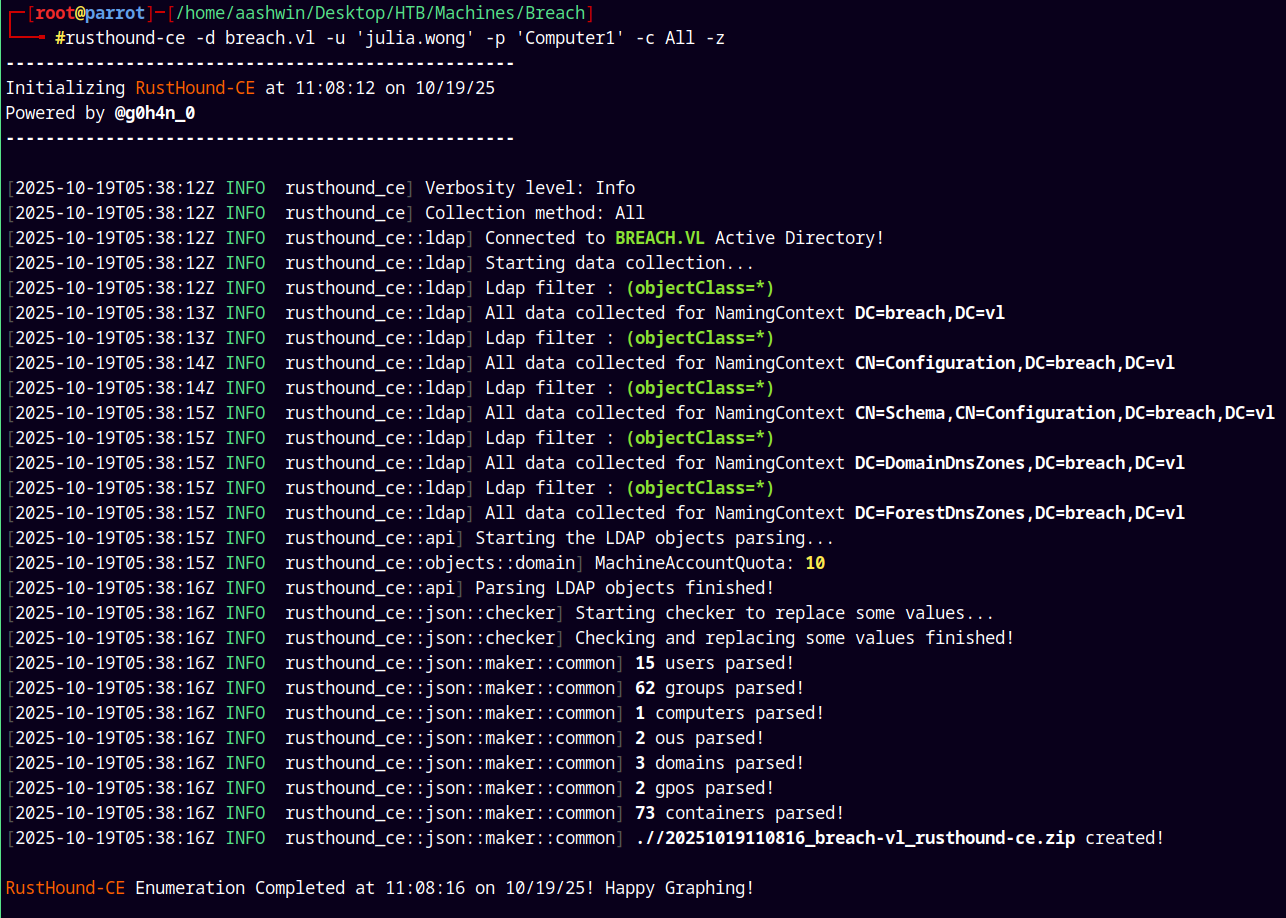 ┌─[root@parrot]─[/home/aashwin/Desktop/HTB/Machines/Breach]
└──╼ #rusthound-ce -d breach.vl -u 'julia.wong' -p 'Computer1' -c All -z
---------------------------------------------------
Initializing RustHound-CE at 11:08:12 on 10/19/25
Powered by @g0h4n_0
---------------------------------------------------
[2025-10-19T05:38:12Z INFO  rusthound_ce] Verbosity level: Info
[2025-10-19T05:38:12Z INFO  rusthound_ce] Collection method: All
[2025-10-19T05:38:12Z INFO  rusthound_ce::ldap] Connected to BREACH.VL Active Directory!
[2025-10-19T05:38:12Z INFO  rusthound_ce::ldap] Starting data collection...
[2025-10-19T05:38:12Z INFO  rusthound_ce::ldap] Ldap filter : (objectClass=*)
[2025-10-19T05:38:13Z INFO  rusthound_ce::ldap] All data collected for NamingContext DC=breach,DC=vl
[2025-10-19T05:38:13Z INFO  rusthound_ce::ldap] Ldap filter : (objectClass=*)
[2025-10-19T05:38:14Z INFO  rusthound_ce::ldap] All data collected for NamingContext CN=Configuration,DC=breach,DC=vl
[2025-10-19T05:38:14Z INFO  rusthound_ce::ldap] Ldap filter : (objectClass=*)
[2025-10-19T05:38:15Z INFO  rusthound_ce::ldap] All data collected for NamingContext CN=Schema,CN=Configuration,DC=breach,DC=vl
[2025-10-19T05:38:15Z INFO  rusthound_ce::ldap] Ldap filter : (objectClass=*)
[2025-10-19T05:38:15Z INFO  rusthound_ce::ldap] All data collected for NamingContext DC=DomainDnsZones,DC=breach,DC=vl
[2025-10-19T05:38:15Z INFO  rusthound_ce::ldap] Ldap filter : (objectClass=*)
[2025-10-19T05:38:15Z INFO  rusthound_ce::ldap] All data collected for NamingContext DC=ForestDnsZones,DC=breach,DC=vl
[2025-10-19T05:38:15Z INFO  rusthound_ce::api] Starting the LDAP objects parsing...
[2025-10-19T05:38:15Z INFO  rusthound_ce::objects::domain] MachineAccountQuota: 10
[2025-10-19T05:38:16Z INFO  rusthound_ce::api] Parsing LDAP objects finished!
[2025-10-19T05:38:16Z INFO  rusthound_ce::json::checker] Starting checker to replace some values...
[2025-10-19T05:38:16Z INFO  rusthound_ce::json::checker] Checking and replacing some values finished!
[2025-10-19T05:38:16Z INFO  rusthound_ce::json::maker::common] 15 users parsed!
[2025-10-19T05:38:16Z INFO  rusthound_ce::json::maker::common] 62 groups parsed!
[2025-10-19T05:38:16Z INFO  rusthound_ce::json::maker::common] 1 computers parsed!
[2025-10-19T05:38:16Z INFO  rusthound_ce::json::maker::common] 2 ous parsed!
[2025-10-19T05:38:16Z INFO  rusthound_ce::json::maker::common] 3 domains parsed!
[2025-10-19T05:38:16Z INFO  rusthound_ce::json::maker::common] 2 gpos parsed!
[2025-10-19T05:38:16Z INFO  rusthound_ce::json::maker::common] 73 containers parsed!
[2025-10-19T05:38:16Z INFO  rusthound_ce::json::maker::common] .//20251019110816_breach-vl_rusthound-ce.zip created!
RustHound-CE Enumeration Completed at 11:08:16 on 10/19/25! Happy Graphing!